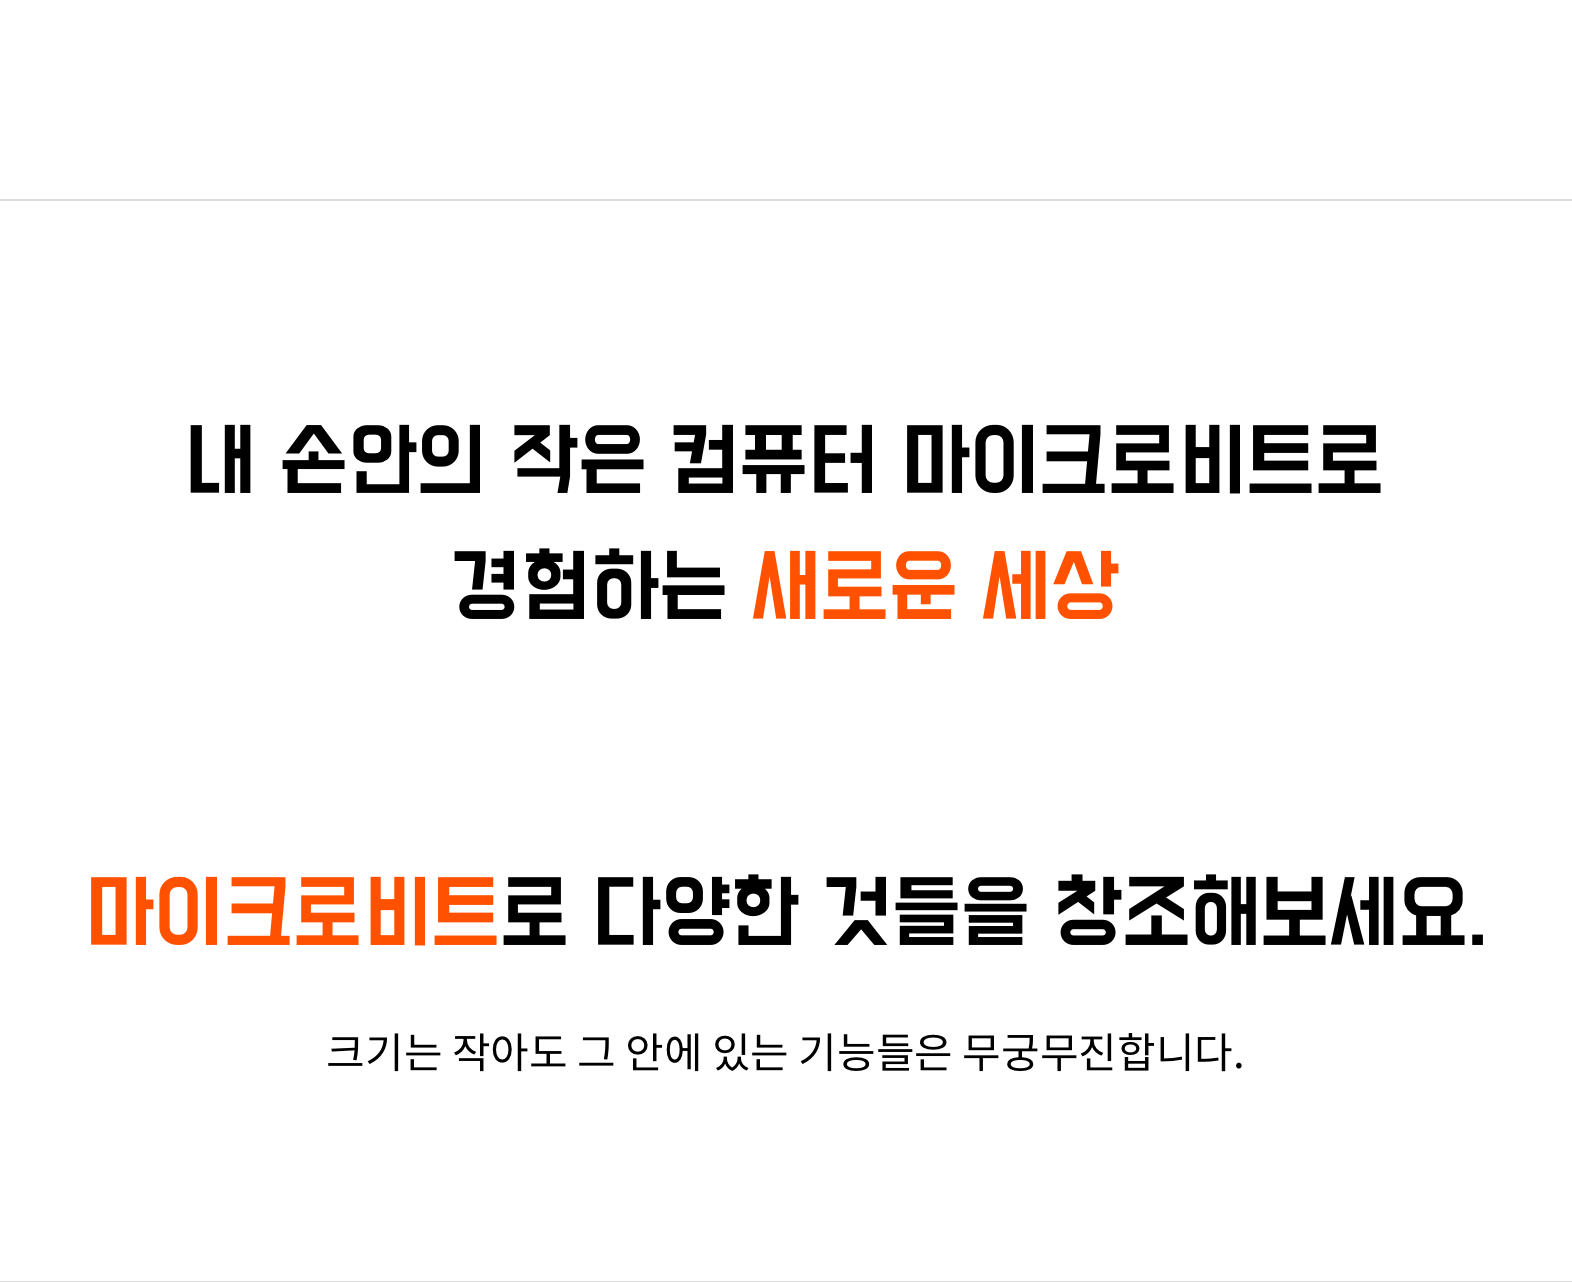 내 손안의 작은 컴퓨터 마이크로비트로
경험하는 새로운 세상
마이크로비트로 다양한 것들을 창조해보세요.
크기는 작아도 그 안에 있는 기능들은 무궁무진합니다.